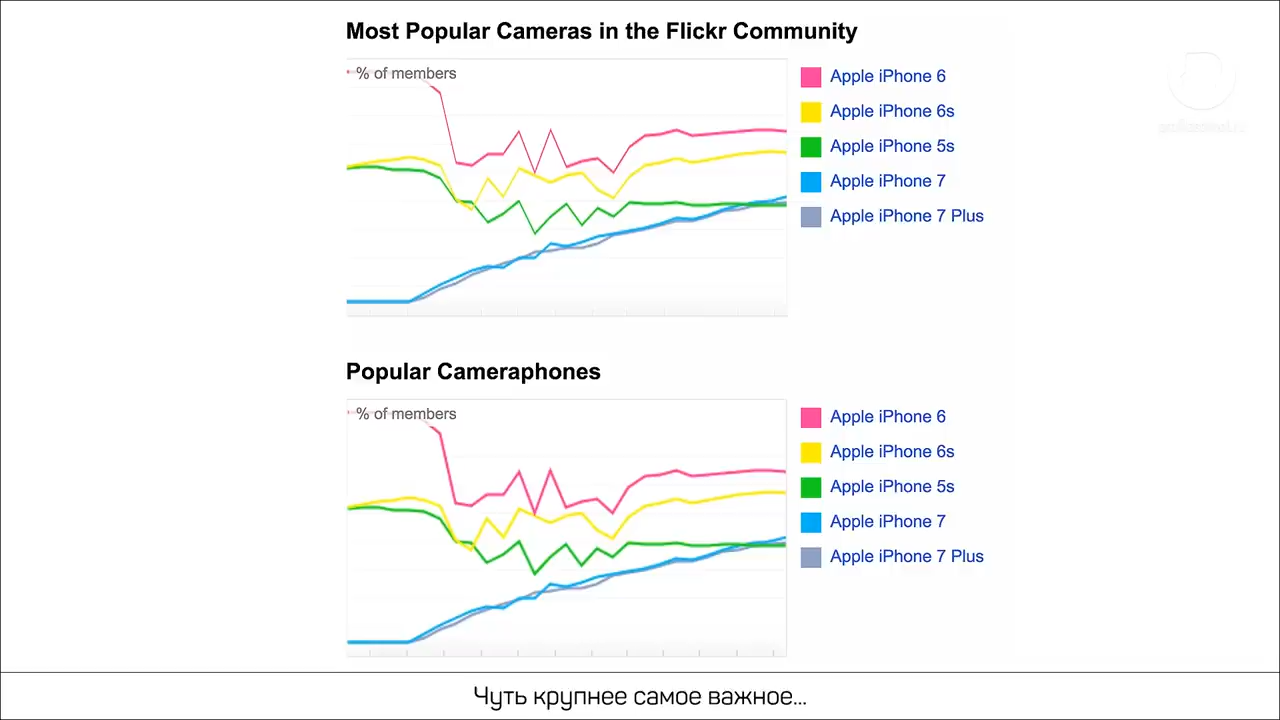 Most Popular Cameras in the Flickr Community
% of members
Apple iPhone 6
Apple iPhone 6s
Apple iPhone 5s
Apple iPhone 7
Apple iPhone 7 Plus
Popular Cameraphones
% of members
Apple iPhone 6
Apple iPhone 6s
Apple iPhone 5s
Apple iPhone 7
Apple iPhone 7 Plus
Чуть крупнее самое важное...